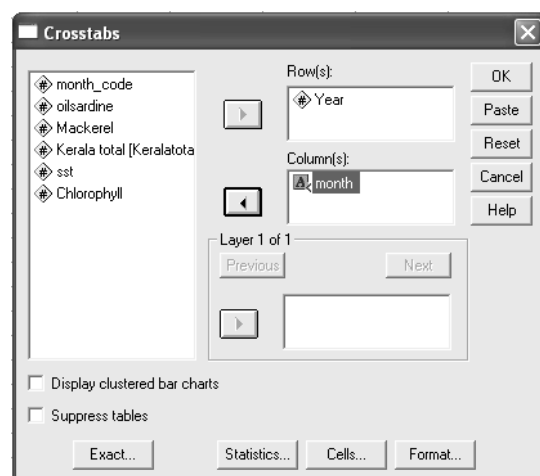 Crosstabs
month_code
oilsardine
Mackerel
Kerala total [Keralatota
sst
Chlorophyll
Row(s):
Year
Column(s):
month
Layer 1 of 1
Previous
Next
OK
Paste
Reset
Cancel
Help
Display clustered bar charts
Suppress tables
Exact...
Statistics...
Cells...
Format...